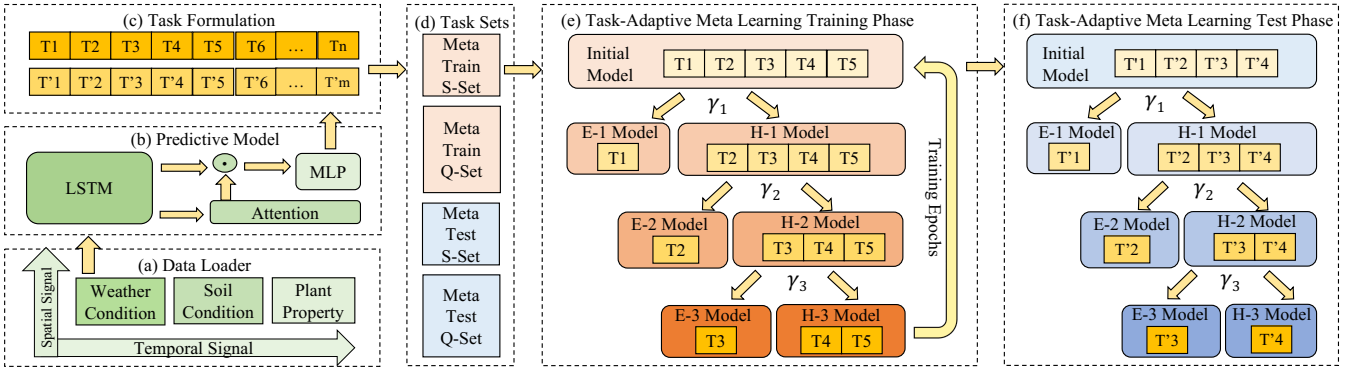 (c) Task Formulation
T1 T2 T3 T4 T5 T6 … Tn
T'1 T'2 T'3 T'4 T'5 T'6 … T'm
(b) Predictive Model
LSTM
MLP
Attention
(a) Data Loader
Spatial Signal
Weather
Condition
Soil
Condition
Plant
Property
Temporal Signal
(d) Task Sets
Meta
Train
S-Set
Meta
Train
Q-Set
Meta
Test
S-Set
Meta
Test
Q-Set
(e) Task-Adaptive Meta Learning Training Phase
Initial
Model
T1 T2 T3 T4 T5
γ1
E-1 Model
T1
H-1 Model
T2 T3 T4 T5
γ2
E-2 Model
T2
H-2 Model
T3 T4 T5
γ3
E-3 Model
T3
H-3 Model
T4 T5
Training Epochs
(f) Task-Adaptive Meta Learning Test Phase
Initial
Model
T'1 T'2 T'3 T'4
γ1
E-1 Model
T'1
H-1 Model
T'2 T'3 T'4
γ2
E-2 Model
T'2
H-2 Model
T'3 T'4
γ3
E-3 Model
T'3
H-3 Model
T'4